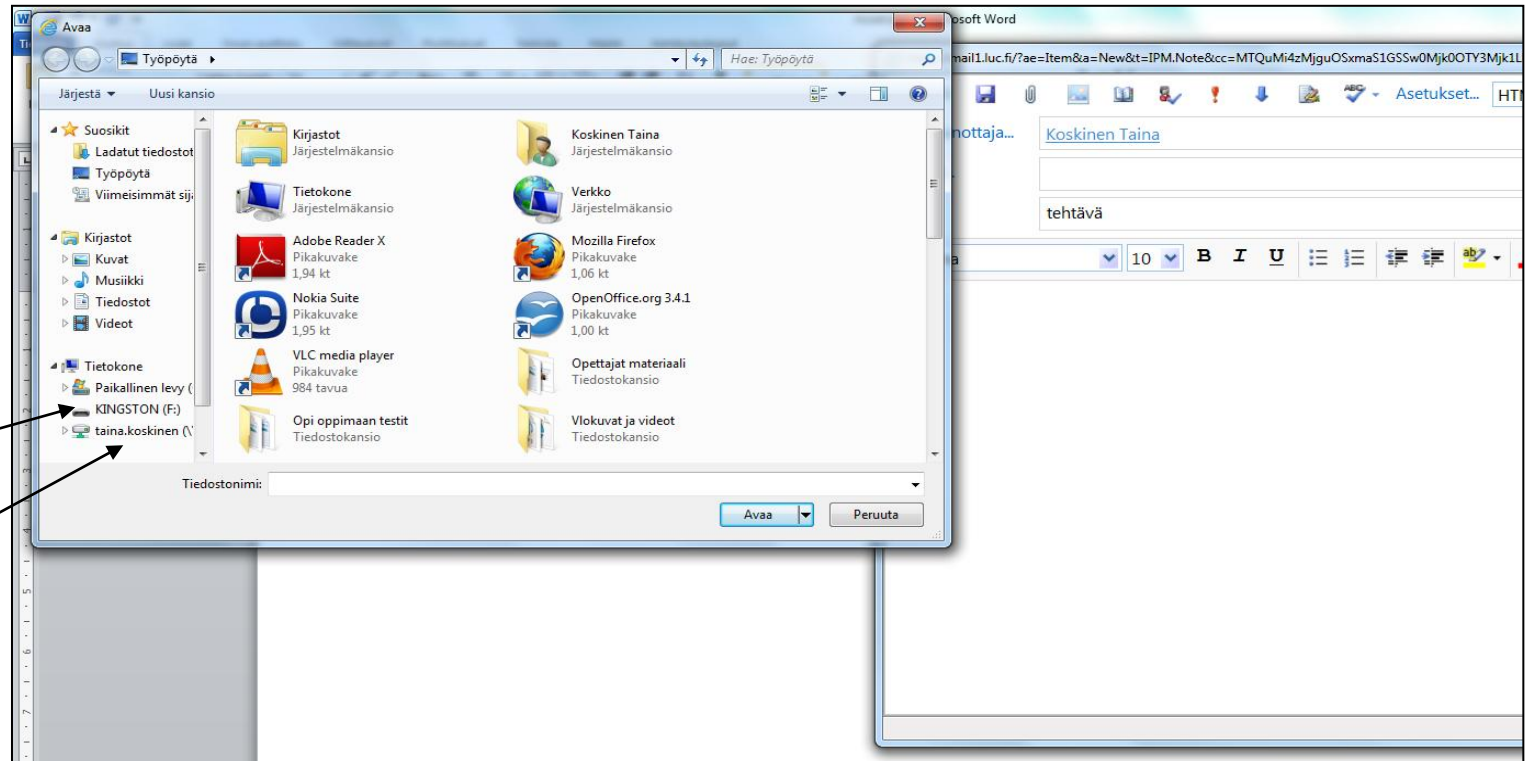 Avaa
Työpöytä
Hae: Työpöytä
Järjestä
Uusi kansio
Suosikit
Ladatut tiedostot
Työpöytä
Viimeisimmät sija
Kirjastot
Kuvat
Musiikki
Tiedostot
Videot
Tietokone
Paikallinen levy (
KINGSTON (F:)
taina.koskinen (\
Kirjastot
Järjestelmäkansio
Koskinen Taina
Järjestelmäkansio
Tietokone
Järjestelmäkansio
Verkko
Järjestelmäkansio
Adobe Reader X
Pikakuvake
1,94 kt
Mozilla Firefox
Pikakuvake
1,06 kt
Nokia Suite
Pikakuvake
1,95 kt
OpenOffice.org 3.4.1
Pikakuvake
1,00 kt
VLC media player
Pikakuvake
984 tavua
Opettajat materiaali
Tiedostokansio
Opi oppimaan testit
Tiedostokansio
Vlokuvat ja videot
Tiedostokansio
Tiedostonimi:
Avaa
Peruuta
osoft Word
mail1.luc.fi/?ae=Item&a=New&t=IPM.Note&cc=MTQuMi4zMjguOSxmaS1GSSw0Mjk0OTY3Mjk1L
Asetukset... HTM
nottaja... Koskinen Taina
tehtävä
a 10 B I U ab